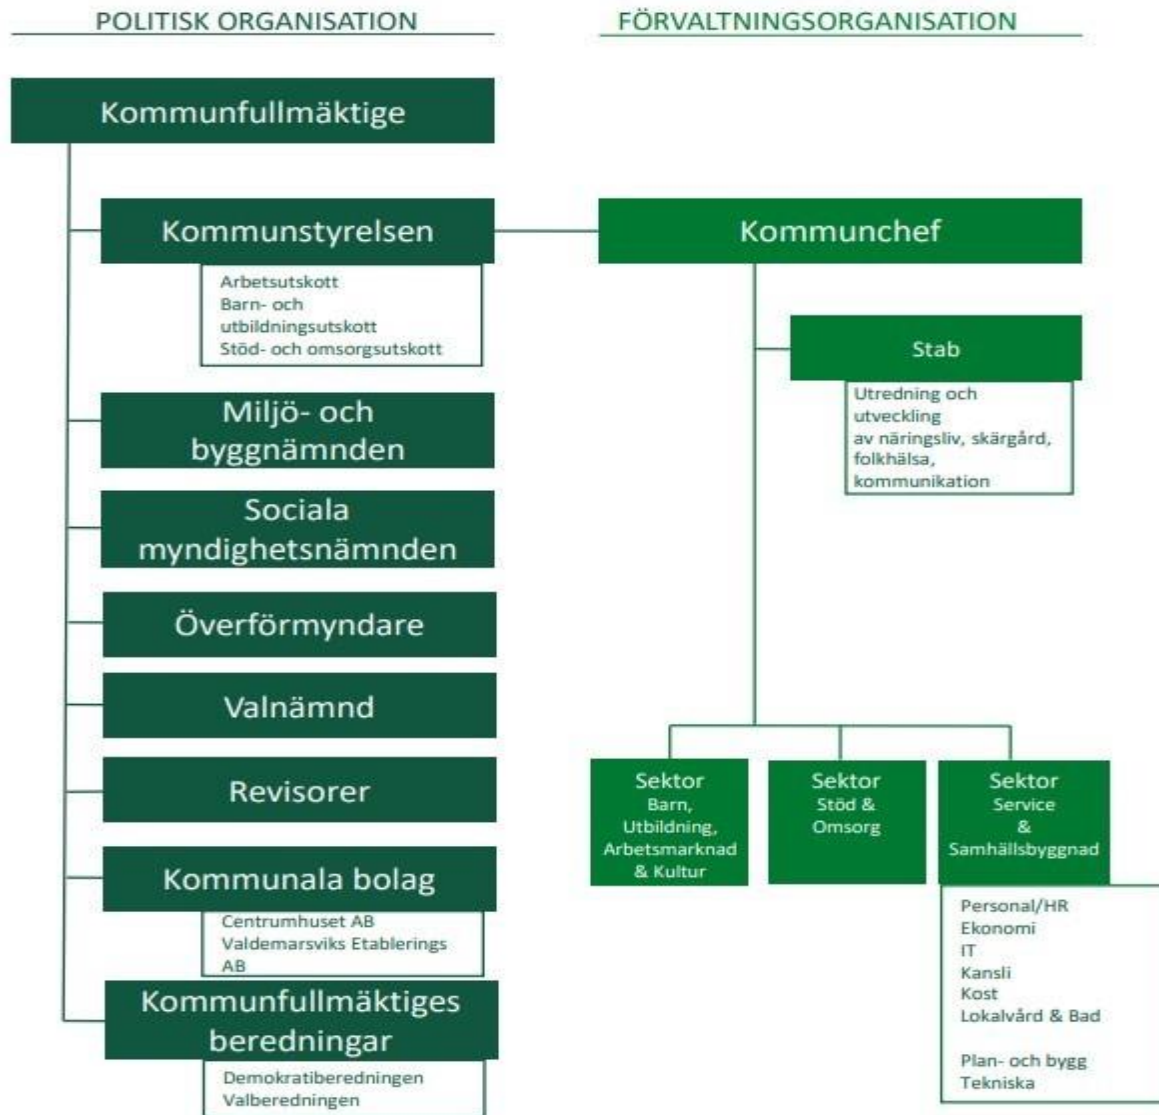 POLITISK ORGANISATION
Kommunfullmäktige
Kommunstyrelsen
Arbetsutskott
Barn- och
utbildningsutskott
Stöd- och omsorgsutskott
Miljö- och
byggnämnden
Sociala
myndighetsnämnden
Överförmyndare
Valnämnd
Revisorer
Kommunala bolag
Centrumhuset AB
Valdemarsviks Etablerings
AB
Kommunfullmäktiges
beredningar
Demokratiberedningen
Valberedningen
FÖRVALTNINGSORGANISATION
Kommunchef
Stab
Utredning och
utveckling
av näringsliv, skärgård,
folkhälsa,
kommunikation
Sektor
Barn,
Utbildning,
Arbetsmarknad
& Kultur
Sektor
Stöd &
Omsorg
Sektor
Service
&
Samhällsbyggnad
Personal/HR
Ekonomi
IT
Kansli
Kost
Lokalvård & Bad
Plan- och bygg
Tekniska